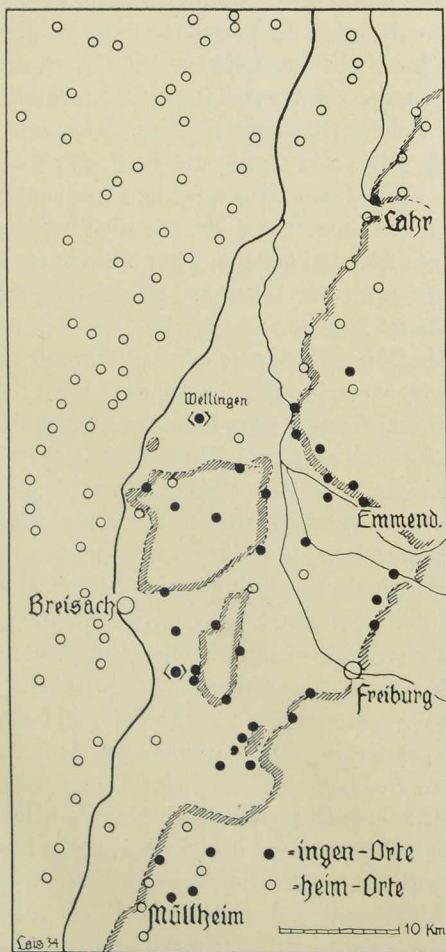 Lahr
Wellingen
Emmend.
Breisach
Freiburg
-ingen-Orte
-heim-Orte
Müllheim
10 Km
Lais 34